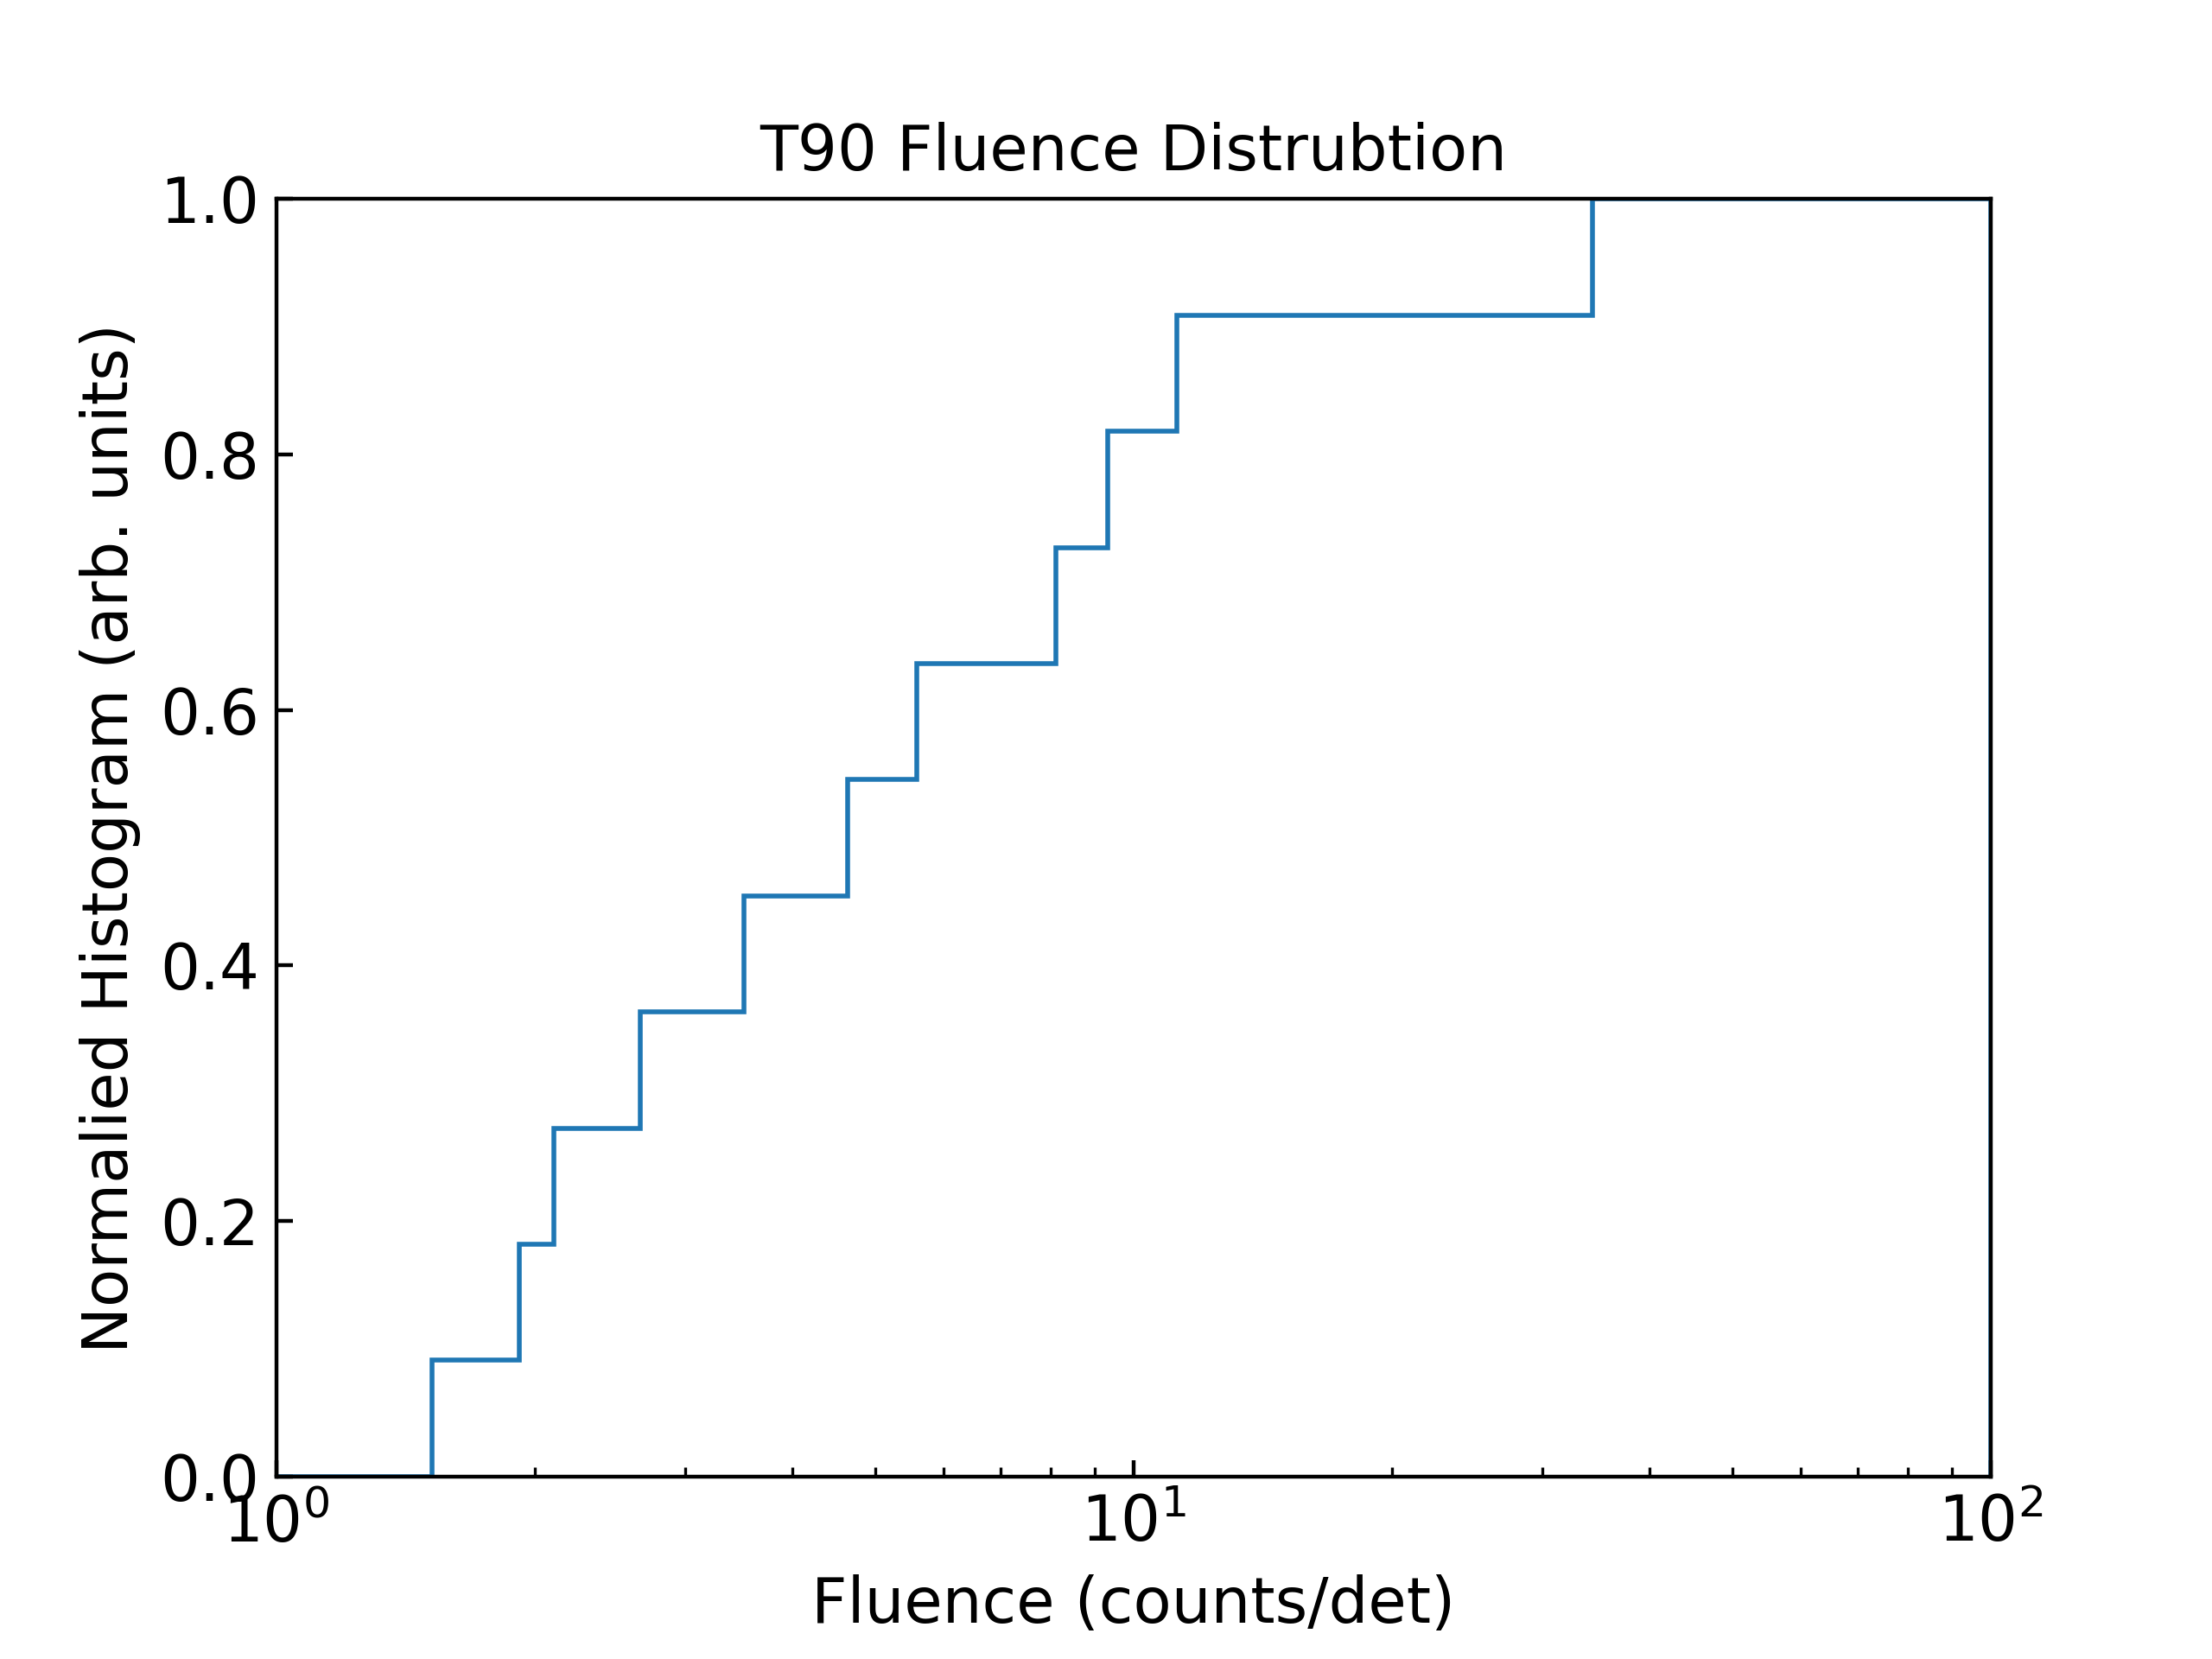 T90 Fluence Distrubtion
Normalied Histogram (arb. units)
1.0
0.8
0.6
0.4
0.2
0.0
10⁰ 10¹ 10²
Fluence (counts/det)